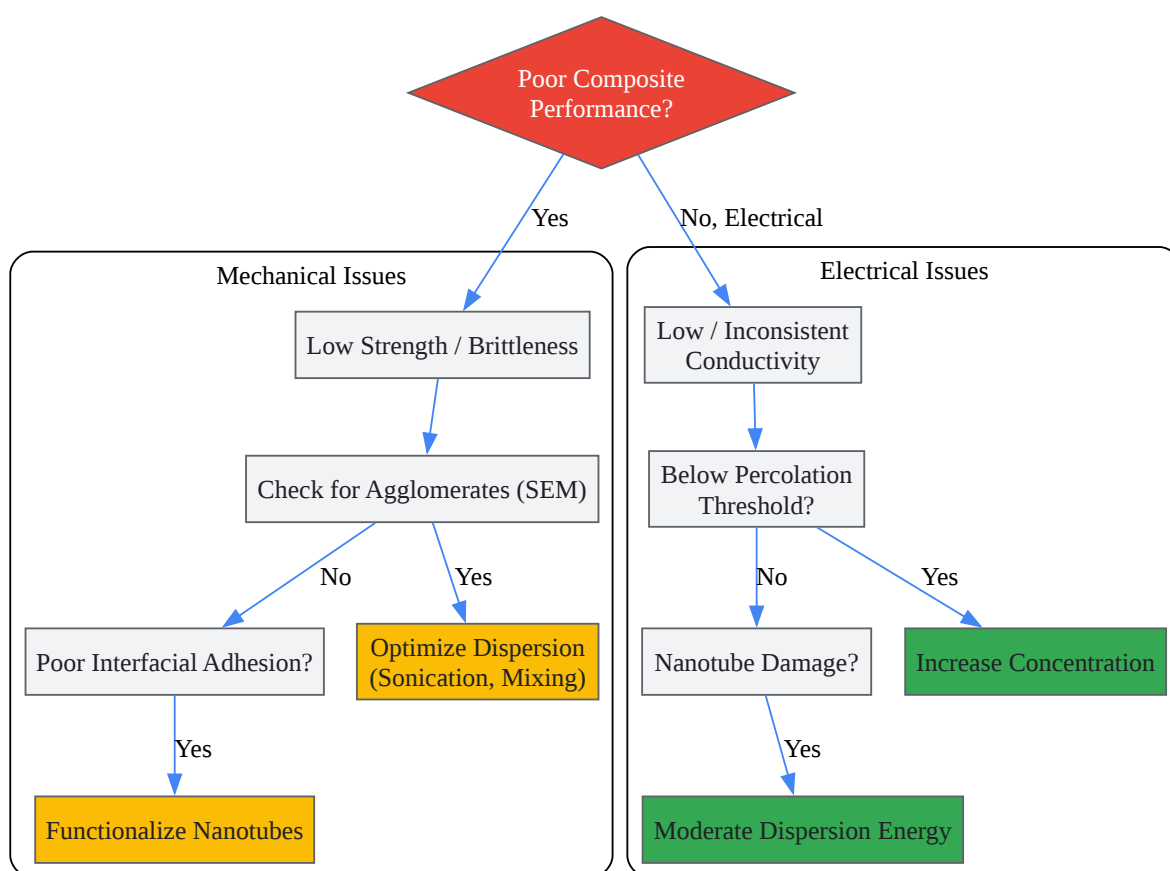 Poor Composite
Performance?
Yes
No, Electrical
Mechanical Issues
Electrical Issues
Low Strength / Brittleness
Low / Inconsistent
Conductivity
Check for Agglomerates (SEM)
Below Percolation
Threshold?
No
Yes
No
Yes
Poor Interfacial Adhesion?
Optimize Dispersion
(Sonication, Mixing)
Nanotube Damage?
Increase Concentration
Yes
Yes
Functionalize Nanotubes
Moderate Dispersion Energy